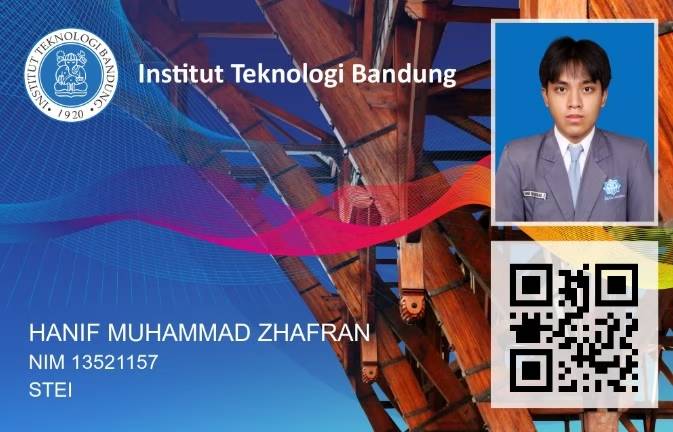 INSTITUT TEKNOLOGI BANDUNG
1920
Institut Teknologi Bandung
HANIF MUHAMMAD ZHAFRAN
NIM 13521157
STEI